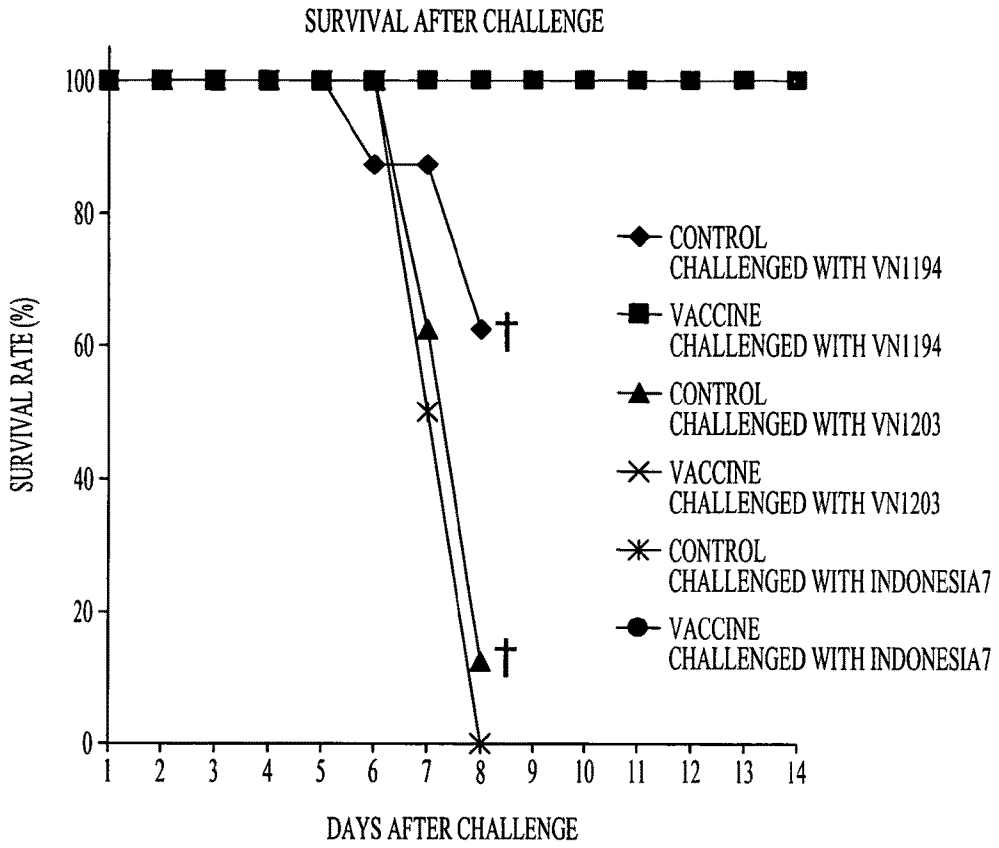 SURVIVAL AFTER CHALLENGE
100
80
60
40
20
0
SURVIVAL RATE (%)
1 2 3 4 5 6 7 8 9 10 11 12 13 14
DAYS AFTER CHALLENGE
CONTROL
CHALLENGED WITH VN1194
VACCINE
CHALLENGED WITH VN1194
CONTROL
CHALLENGED WITH VN1203
VACCINE
CHALLENGED WITH VN1203
CONTROL
CHALLENGED WITH INDONESIA7
VACCINE
CHALLENGED WITH INDONESIA7
†
†